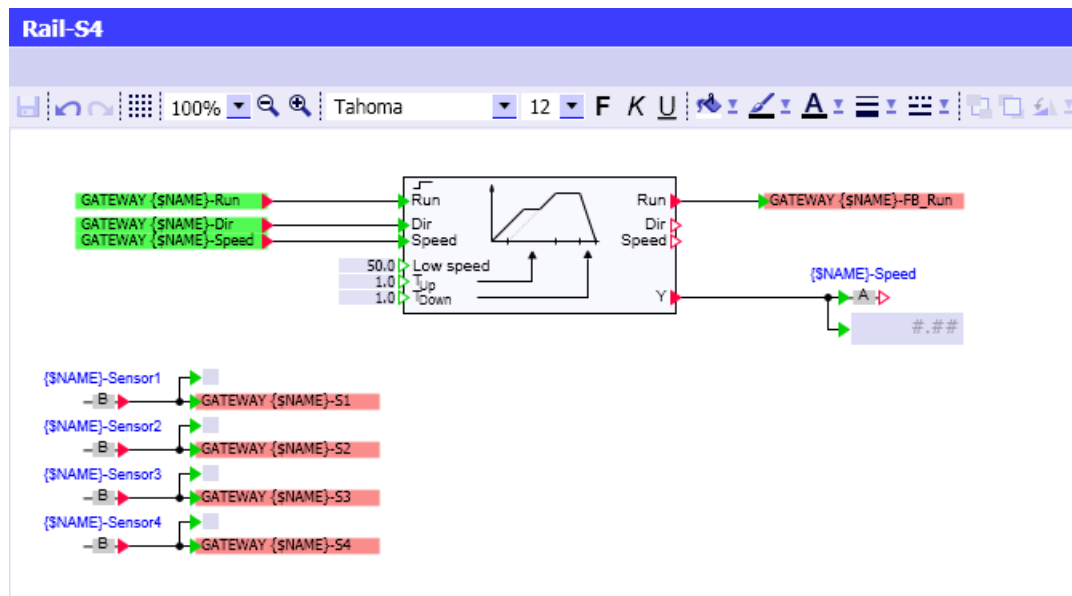 Rail-S4
100% Tahoma 12 F K U A
GATEWAY {$NAME}-Run
GATEWAY {$NAME}-Dir
GATEWAY {$NAME}-Speed
Run
Dir
Speed
50.0 Low speed
1.0 TUp
1.0 TDown
Run
Dir
Speed
Y
GATEWAY {$NAME}-FB_Run
{$NAME}-Speed
A
#.##
{$NAME}-Sensor1
B GATEWAY {$NAME}-S1
{$NAME}-Sensor2
B GATEWAY {$NAME}-S2
{$NAME}-Sensor3
B GATEWAY {$NAME}-S3
{$NAME}-Sensor4
B GATEWAY {$NAME}-S4